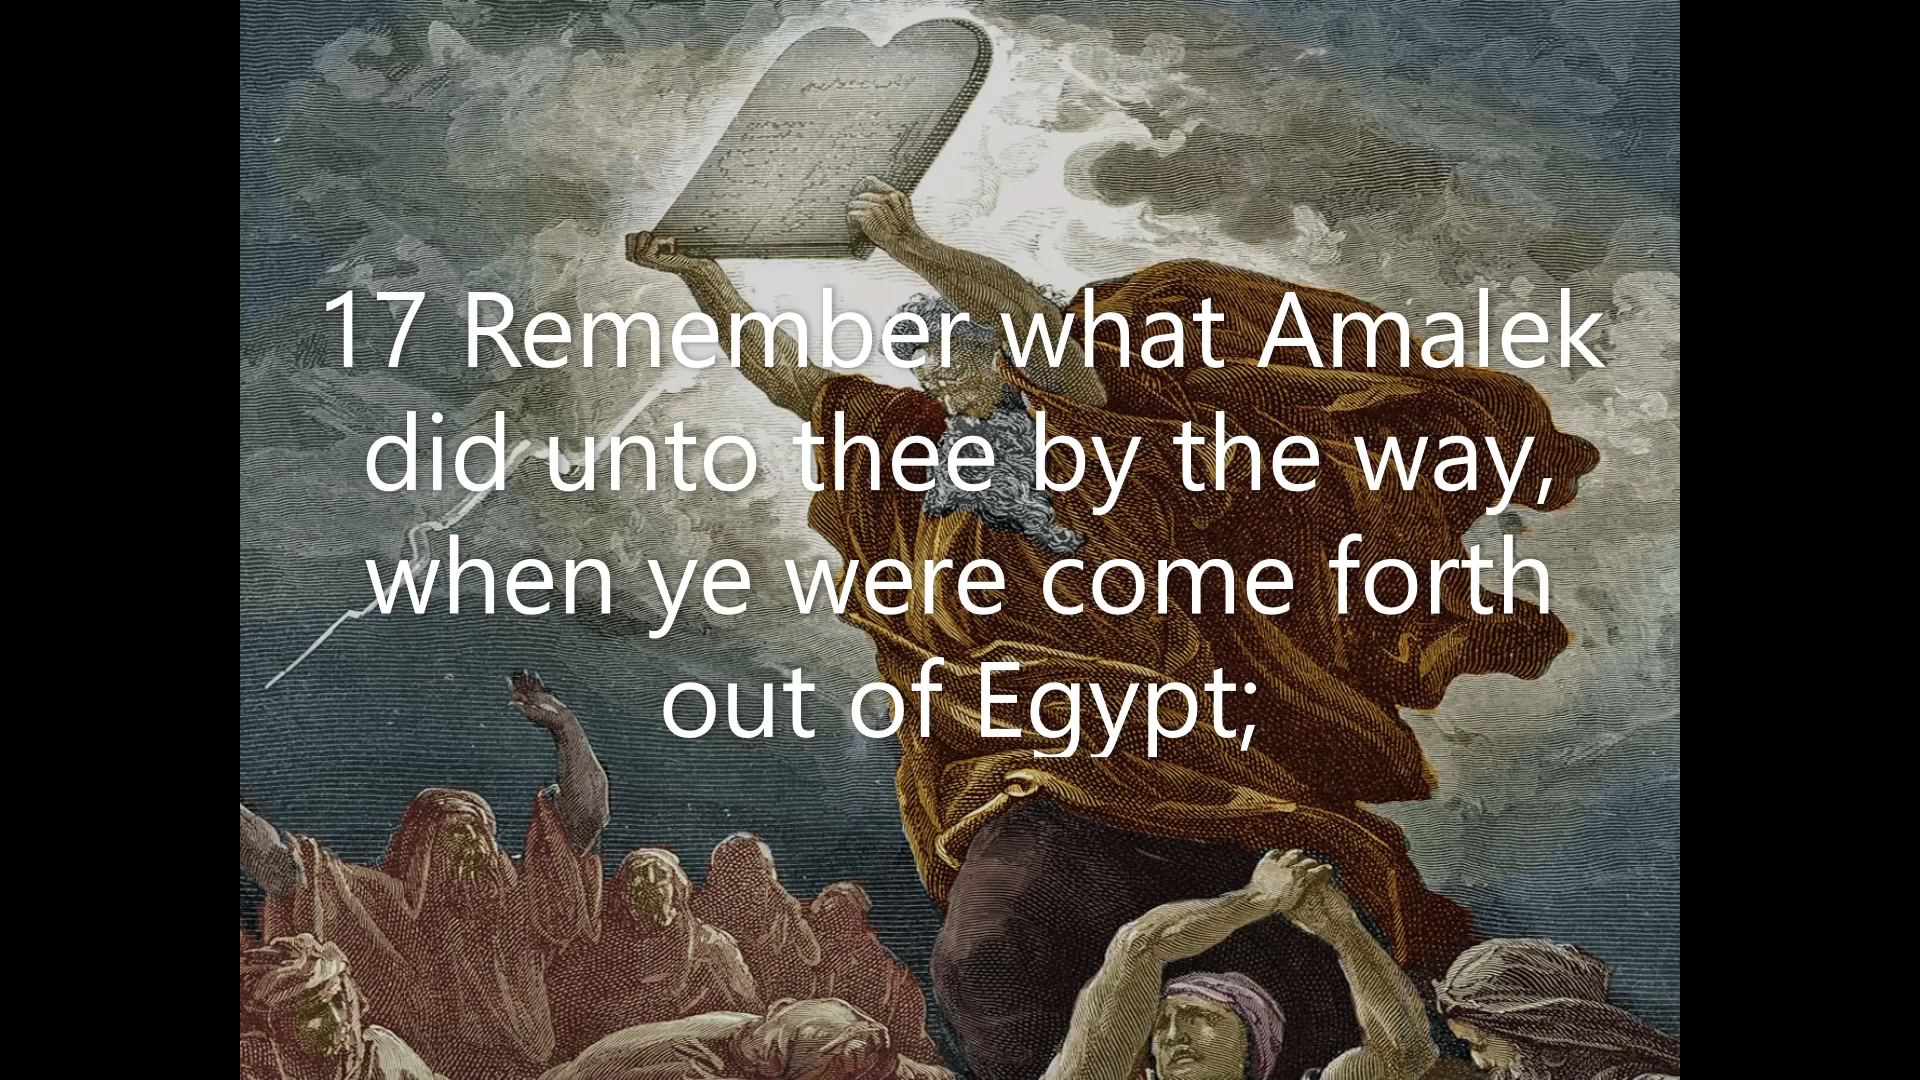 17 Remember what Amalek
did unto thee by the way,
when ye were come forth
out of Egypt;